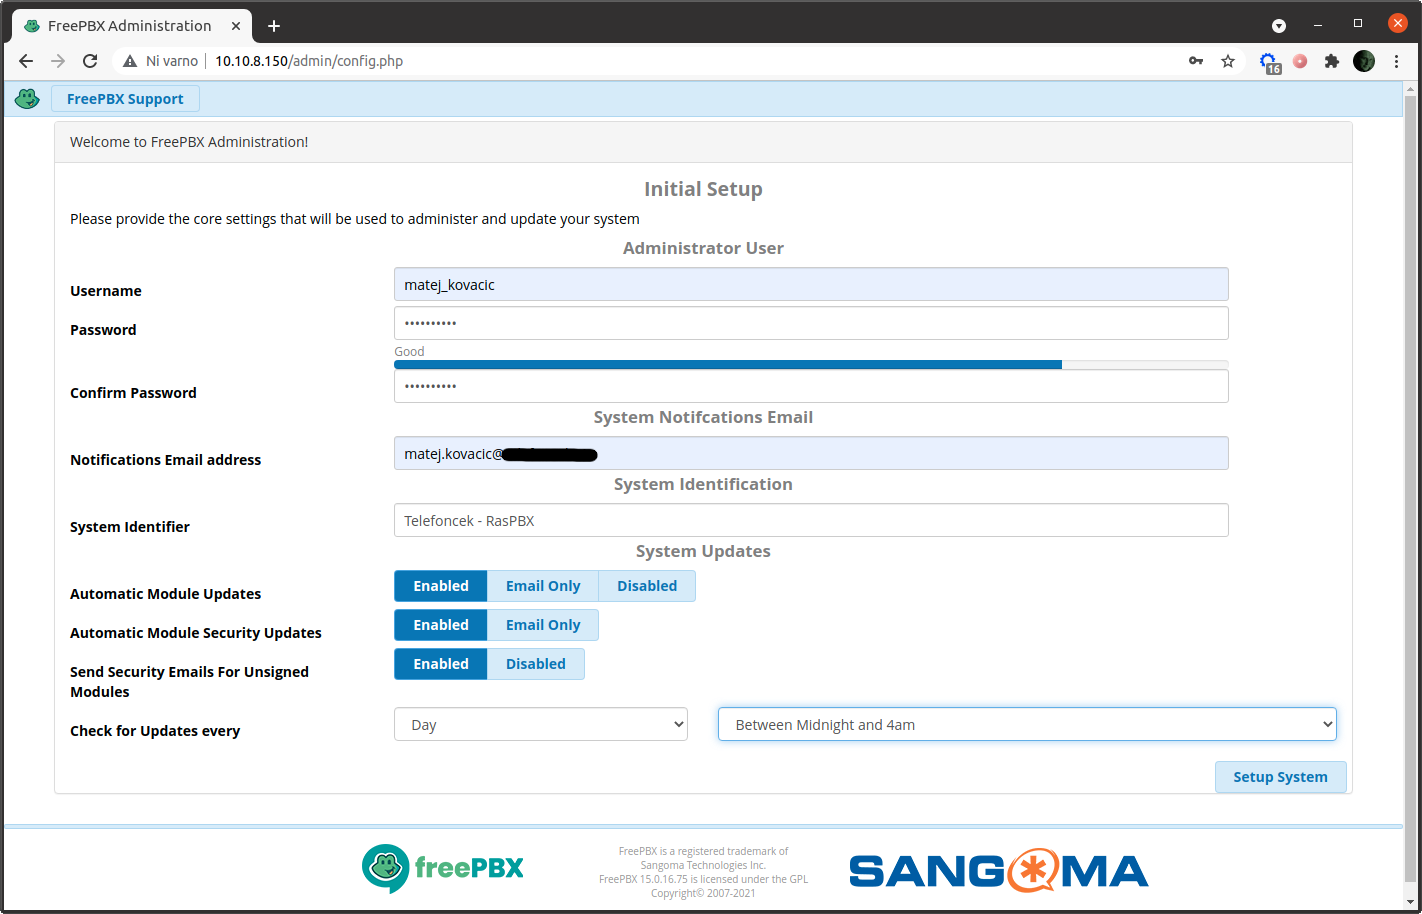 FreePBX Administration
Ni varno 10.10.8.150/admin/config.php
16
FreePBX Support
Welcome to FreePBX Administration!
Initial Setup
Please provide the core settings that will be used to administer and update your system
Administrator User
Username matej_kovacic
Password ••••••••••
Good
Confirm Password ••••••••••
System Notifcations Email
Notifications Email address matej.kovacic@
System Identification
System Identifier Telefoncek - RasPBX
System Updates
Automatic Module Updates Enabled Email Only Disabled
Automatic Module Security Updates Enabled Email Only
Send Security Emails For Unsigned Enabled Disabled
Modules
Check for Updates every Day Between Midnight and 4am
Setup System
freePBX
FreePBX is a registered trademark of
Sangoma Technologies Inc.
FreePBX 15.0.16.75 is licensed under the GPL
Copyright© 2007-2021
SANGOMA